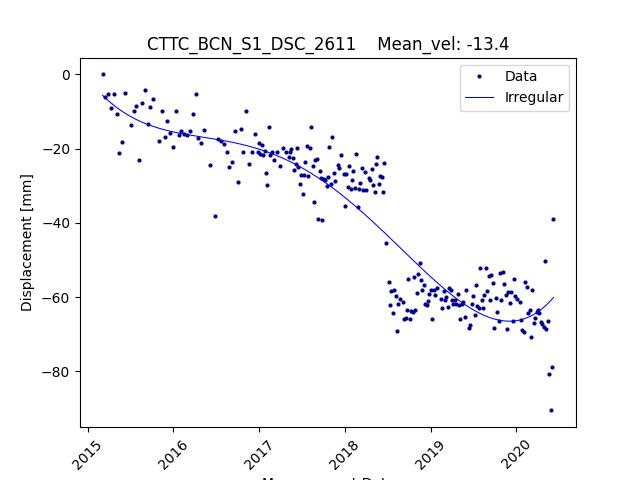 CTTC_BCN_S1_DSC_2611    Mean_vel: -13.4
Data
Irregular
Displacement [mm]
0
−20
−40
−60
−80
2015
2016
2017
2018
2019
2020